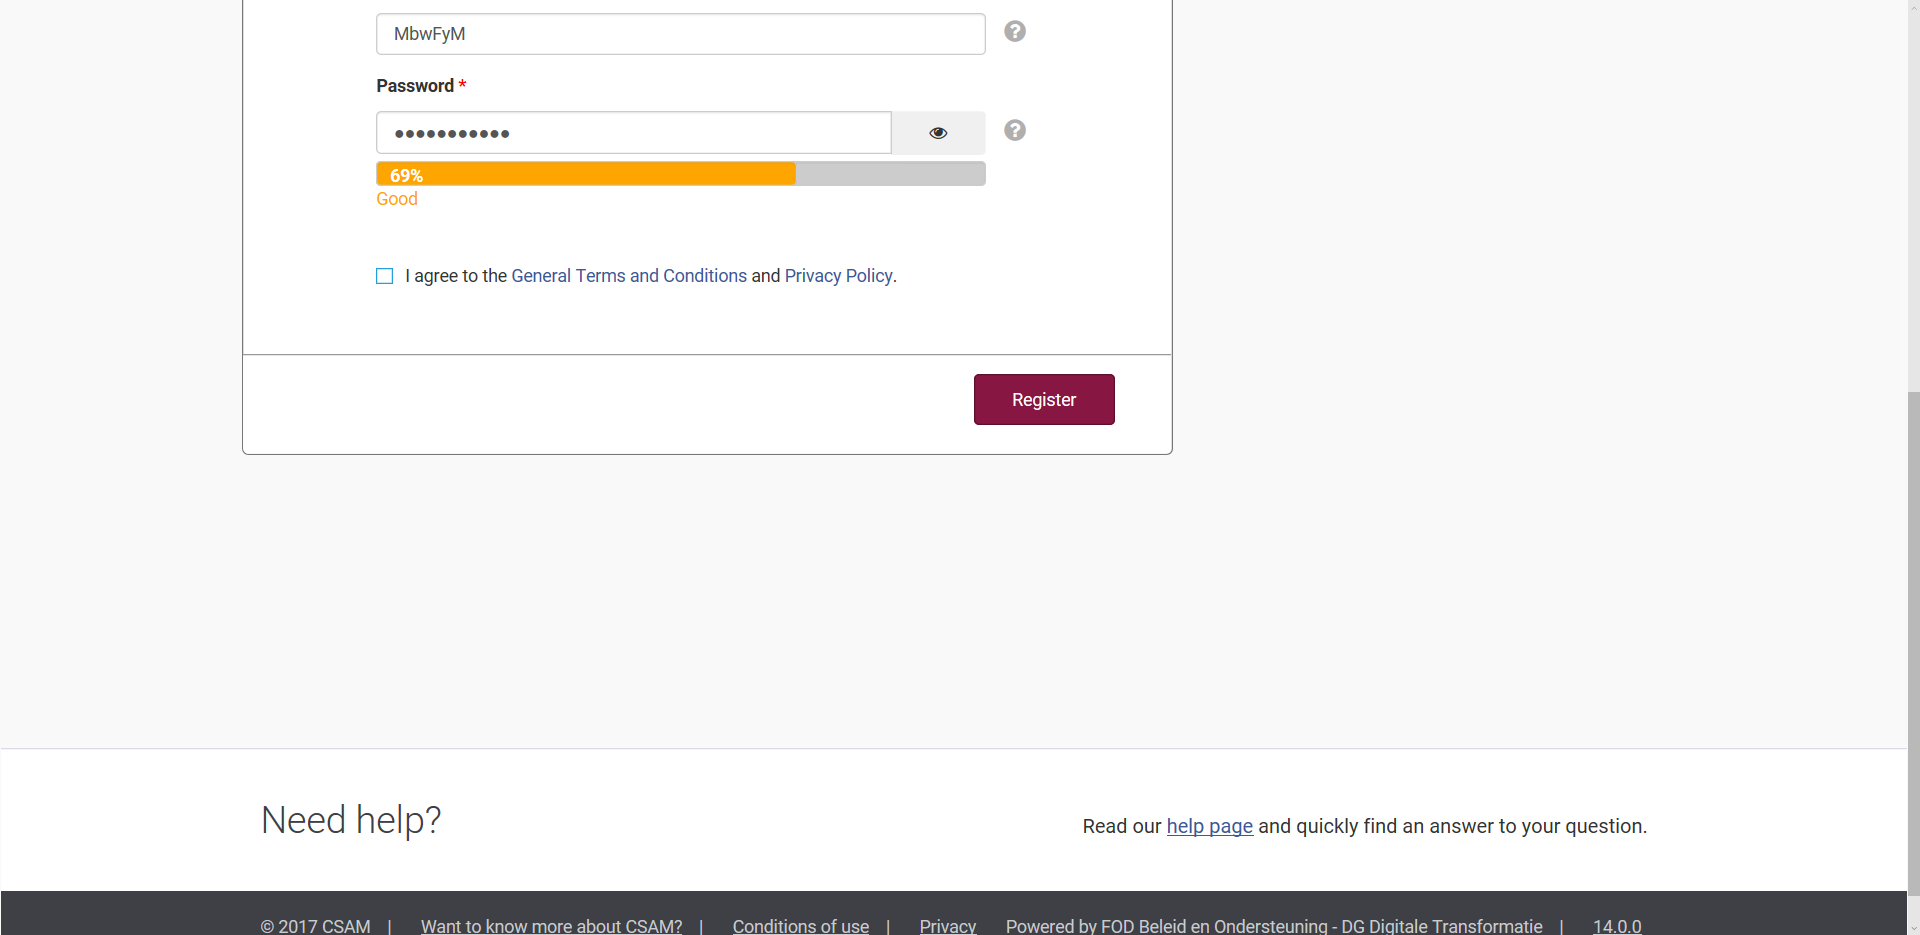 MbwFyM
Password *
●●●●●●●●●●●
69%
Good
I agree to the General Terms and Conditions and Privacy Policy.
Register
Need help?
Read our help page and quickly find an answer to your question.
© 2017 CSAM | Want to know more about CSAM? | Conditions of use | Privacy Powered by FOD Beleid en Ondersteuning - DG Digitale Transformatie | 14.0.0